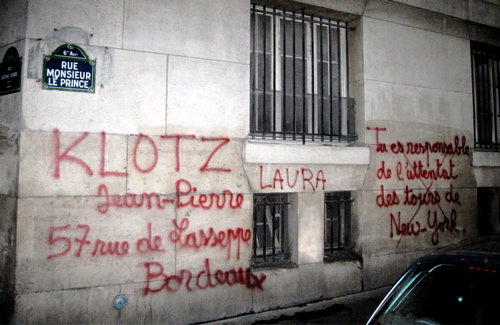 6e Arrt
RUE
MONSIEUR
LE PRINCE
KLOTZ
Jean-Pierre
57 rue de Lasseppe
Bordeaux
LAURA
Tu es responsable
de l'attentat
des tours de
New-York.